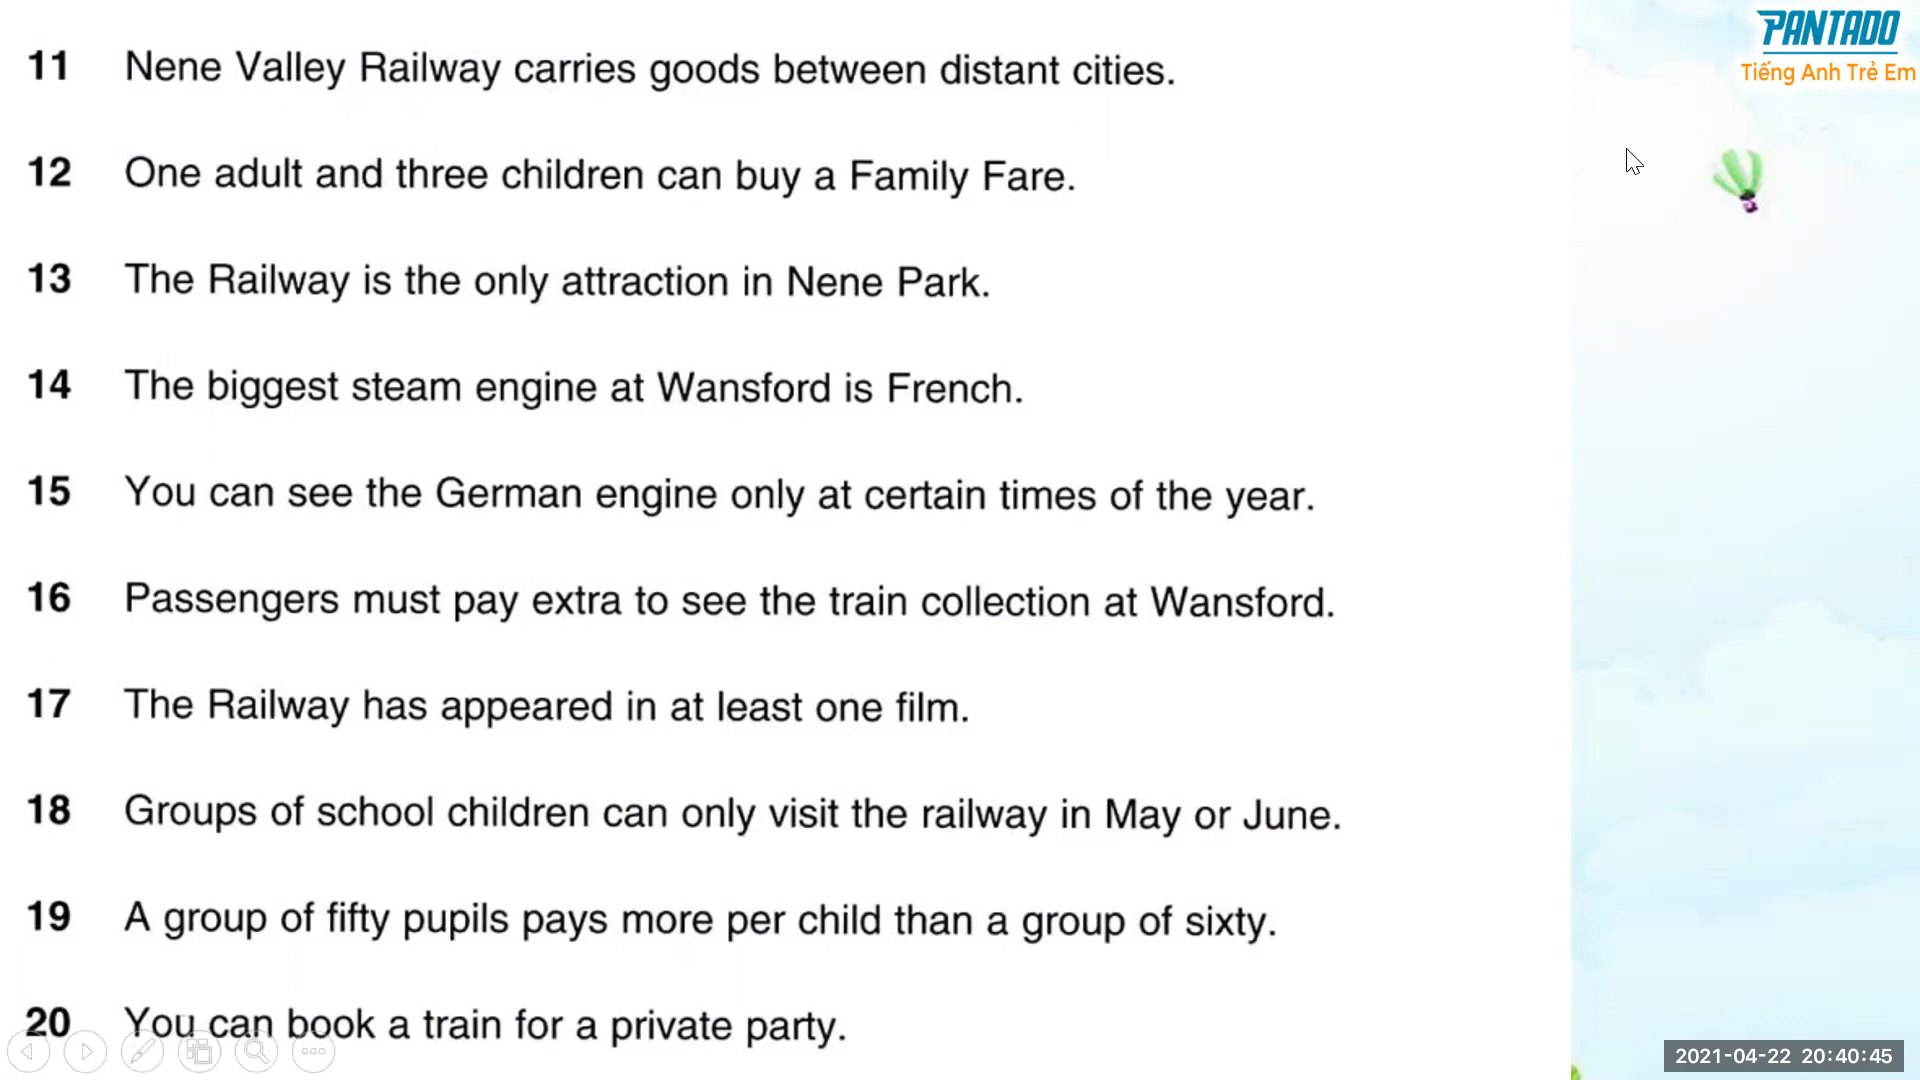 PANTADO
Tiếng Anh Trẻ Em
11 Nene Valley Railway carries goods between distant cities.
12 One adult and three children can buy a Family Fare.
13 The Railway is the only attraction in Nene Park.
14 The biggest steam engine at Wansford is French.
15 You can see the German engine only at certain times of the year.
16 Passengers must pay extra to see the train collection at Wansford.
17 The Railway has appeared in at least one film.
18 Groups of school children can only visit the railway in May or June.
19 A group of fifty pupils pays more per child than a group of sixty.
20 You can book a train for a private party.
2021-04-22 20:40:45